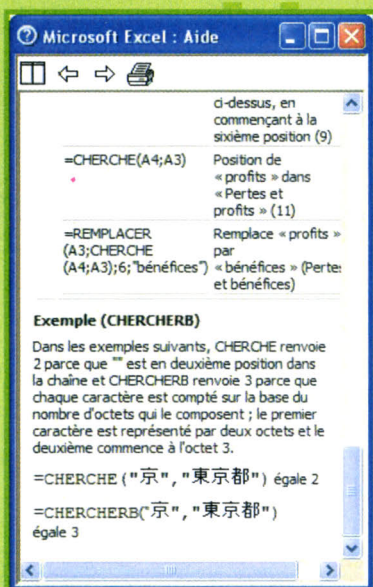 Microsoft Excel : Aide
ci-dessus, en
commençant à la
sixième position (9)
=CHERCHE(A4;A3) Position de
« profits » dans
« Pertes et
profits » (11)
=REMPLACER Remplace « profits »
(A3;CHERCHE par
(A4;A3);6;"bénéfices") « bénéfices » (Pertes
et bénéfices)
Exemple (CHERCHERB)
Dans les exemples suivants, CHERCHE renvoie
2 parce que "" est en deuxième position dans
la chaîne et CHERCHERB renvoie 3 parce que
chaque caractère est compté sur la base du
nombre d'octets qui le composent ; le premier
caractère est représenté par deux octets et le
deuxième commence à l'octet 3.
=CHERCHE ("京", "東京都") égale 2
=CHERCHERB("京", "東京都")
égale 3